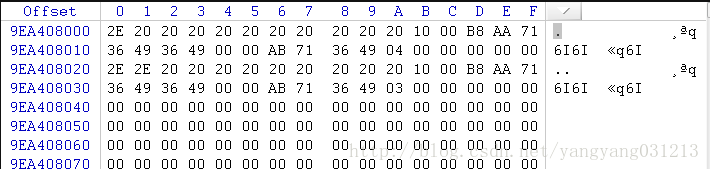 Offset 0 1 2 3 4 5 6 7 8 9 A B C D E F
9EA408000 2E 20 20 20 20 20 20 20 20 20 20 10 00 B8 AA 71 . ¸ªq
9EA408010 36 49 36 49 00 00 AB 71 36 49 04 00 00 00 00 00 6I6I «q6I
9EA408020 2E 2E 20 20 20 20 20 20 20 20 20 10 00 B8 AA 71 .. ¸ªq
9EA408030 36 49 36 49 00 00 AB 71 36 49 03 00 00 00 00 00 6I6I «q6I
9EA408040 00 00 00 00 00 00 00 00 00 00 00 00 00 00 00 00
9EA408050 00 00 00 00 00 00 00 00 00 00 00 00 00 00 00 00
9EA408060 00 00 00 00 00 00 00 00 00 00 00 00 00 00 00 00
9EA408070 00 00 00 00 00 00 00 00 00 00 00 00 00 00 00 00
http://blog.csdn.net/yangyang031213